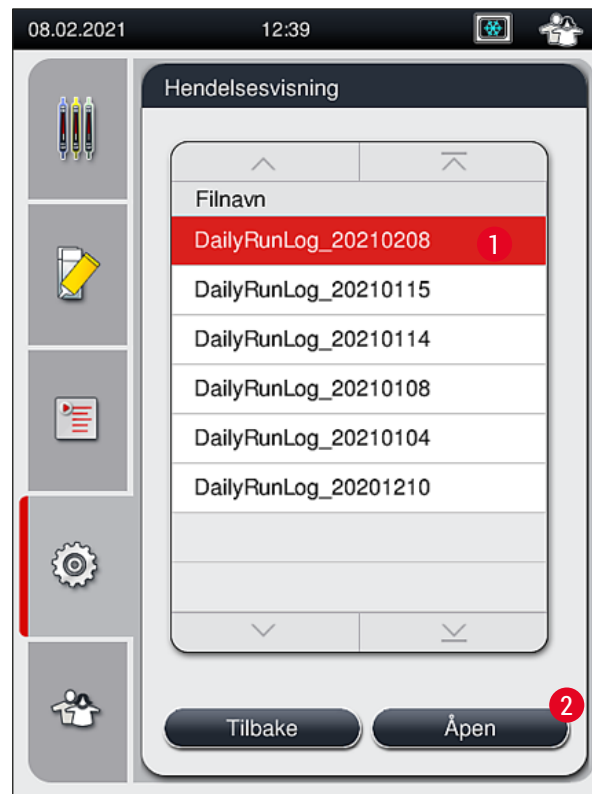 08.02.2021 12:39
Hendelsesvisning
Filnavn
DailyRunLog_20210208 1
DailyRunLog_20210115
DailyRunLog_20210114
DailyRunLog_20210108
DailyRunLog_20210104
DailyRunLog_20201210
Tilbake Åpen 2